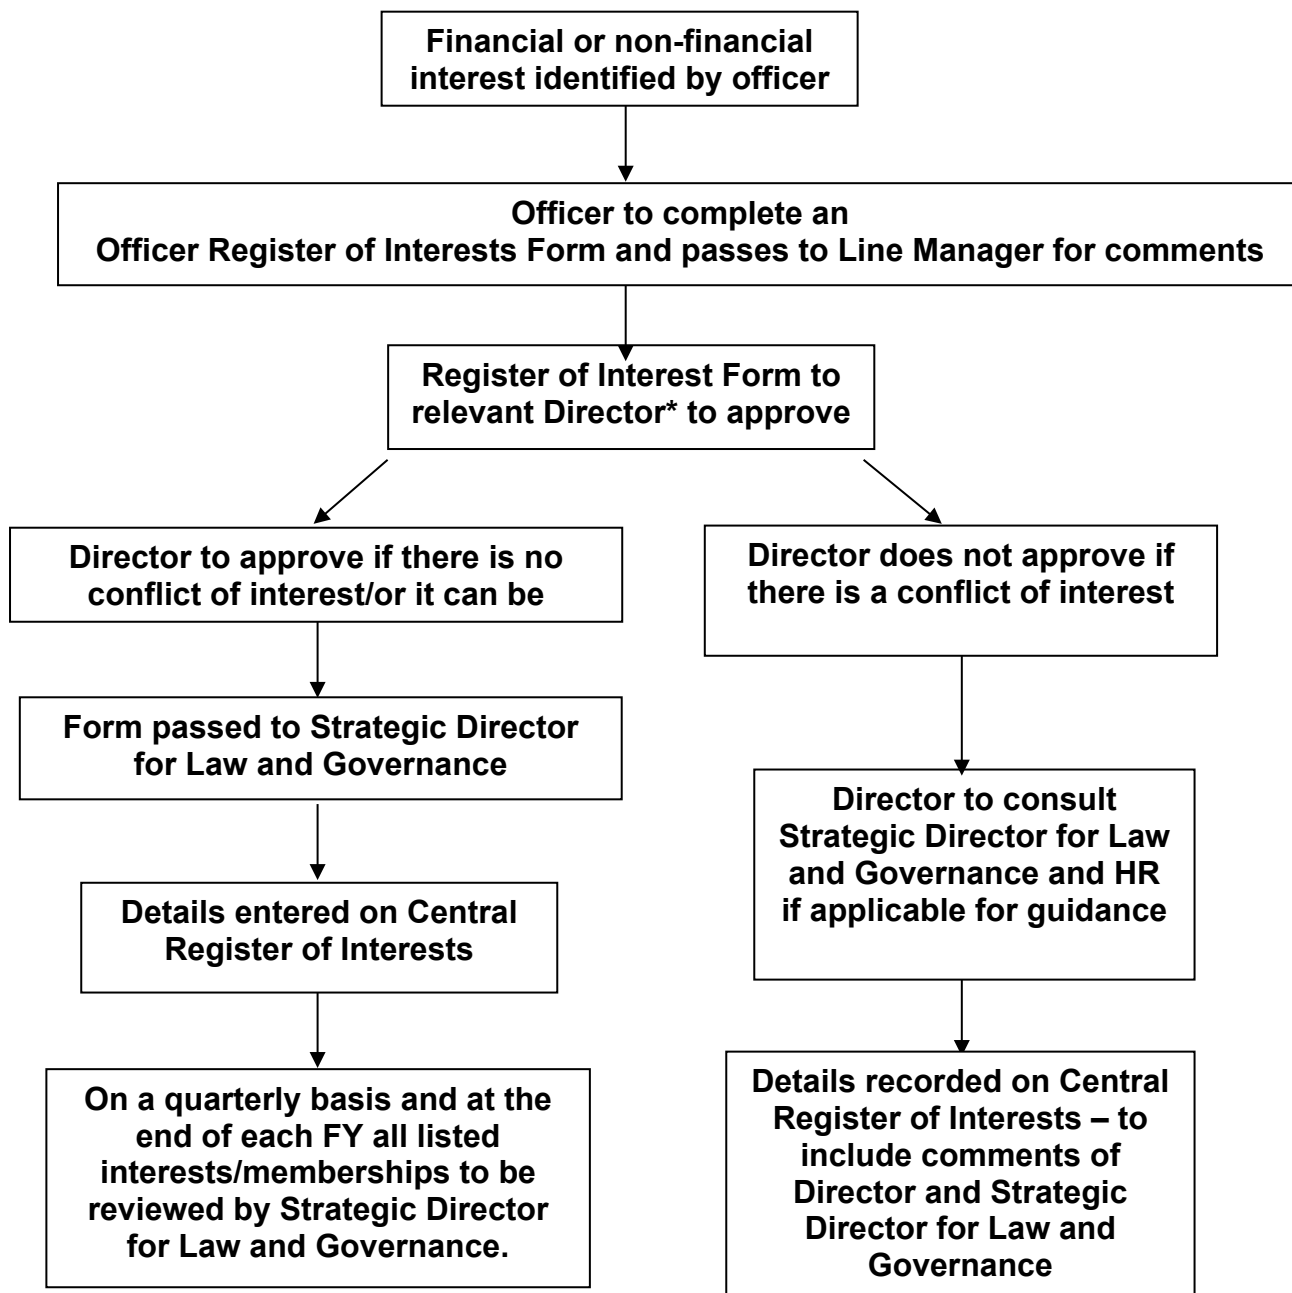 Financial or non-financial
interest identified by officer
Officer to complete an
Officer Register of Interests Form and passes to Line Manager for comments
Register of Interest Form to
relevant Director* to approve
Director to approve if there is no
conflict of interest/or it can be
Form passed to Strategic Director
for Law and Governance
Details entered on Central
Register of Interests
On a quarterly basis and at the
end of each FY all listed
interests/memberships to be
reviewed by Strategic Director
for Law and Governance.
Director does not approve if
there is a conflict of interest
Director to consult
Strategic Director for Law
and Governance and HR
if applicable for guidance
Details recorded on Central
Register of Interests – to
include comments of
Director and Strategic
Director for Law and
Governance